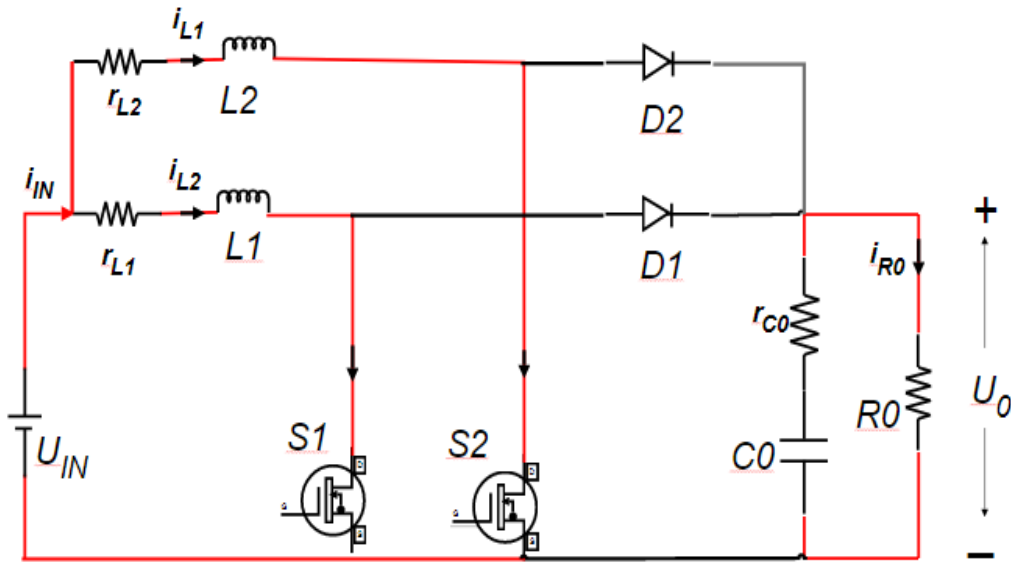 iL1
rL2
L2
D2
iIN
iL2
rL1
L1
D1
+
iR0
rC0
UIN
S1
S2
C0
R0
U0
−